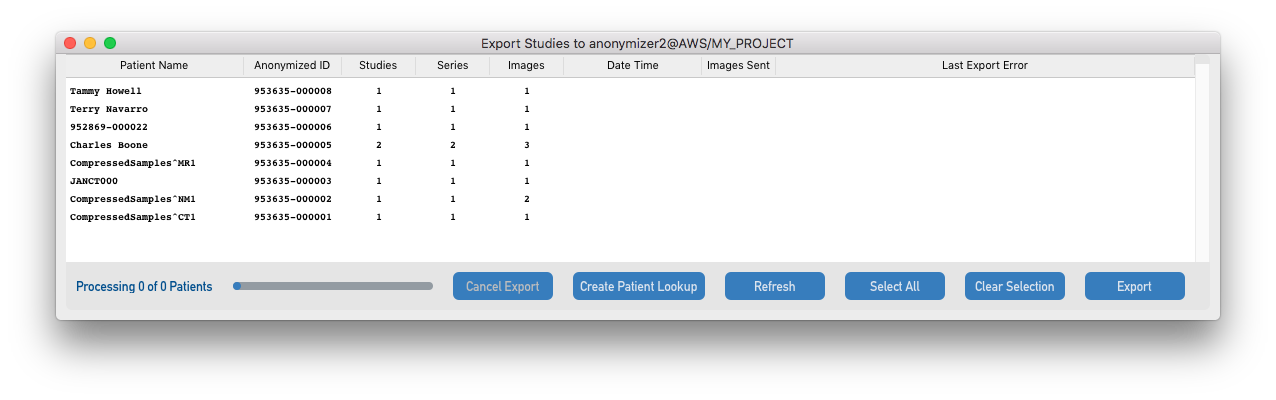 Export Studies to anonymizer2@AWS/MY_PROJECT
Patient Name Anonymized ID Studies Series Images Date Time Images Sent Last Export Error
Tammy Howell 953635-000008 1 1 1
Terry Navarro 953635-000007 1 1 1
952869-000022 953635-000006 1 1 1
Charles Boone 953635-000005 2 2 3
CompressedSamples^MR1 953635-000004 1 1 1
JANCT000 953635-000003 1 1 1
CompressedSamples^NM1 953635-000002 1 1 2
CompressedSamples^CT1 953635-000001 1 1 1
Processing 0 of 0 Patients Cancel Export Create Patient Lookup Refresh Select All Clear Selection Export